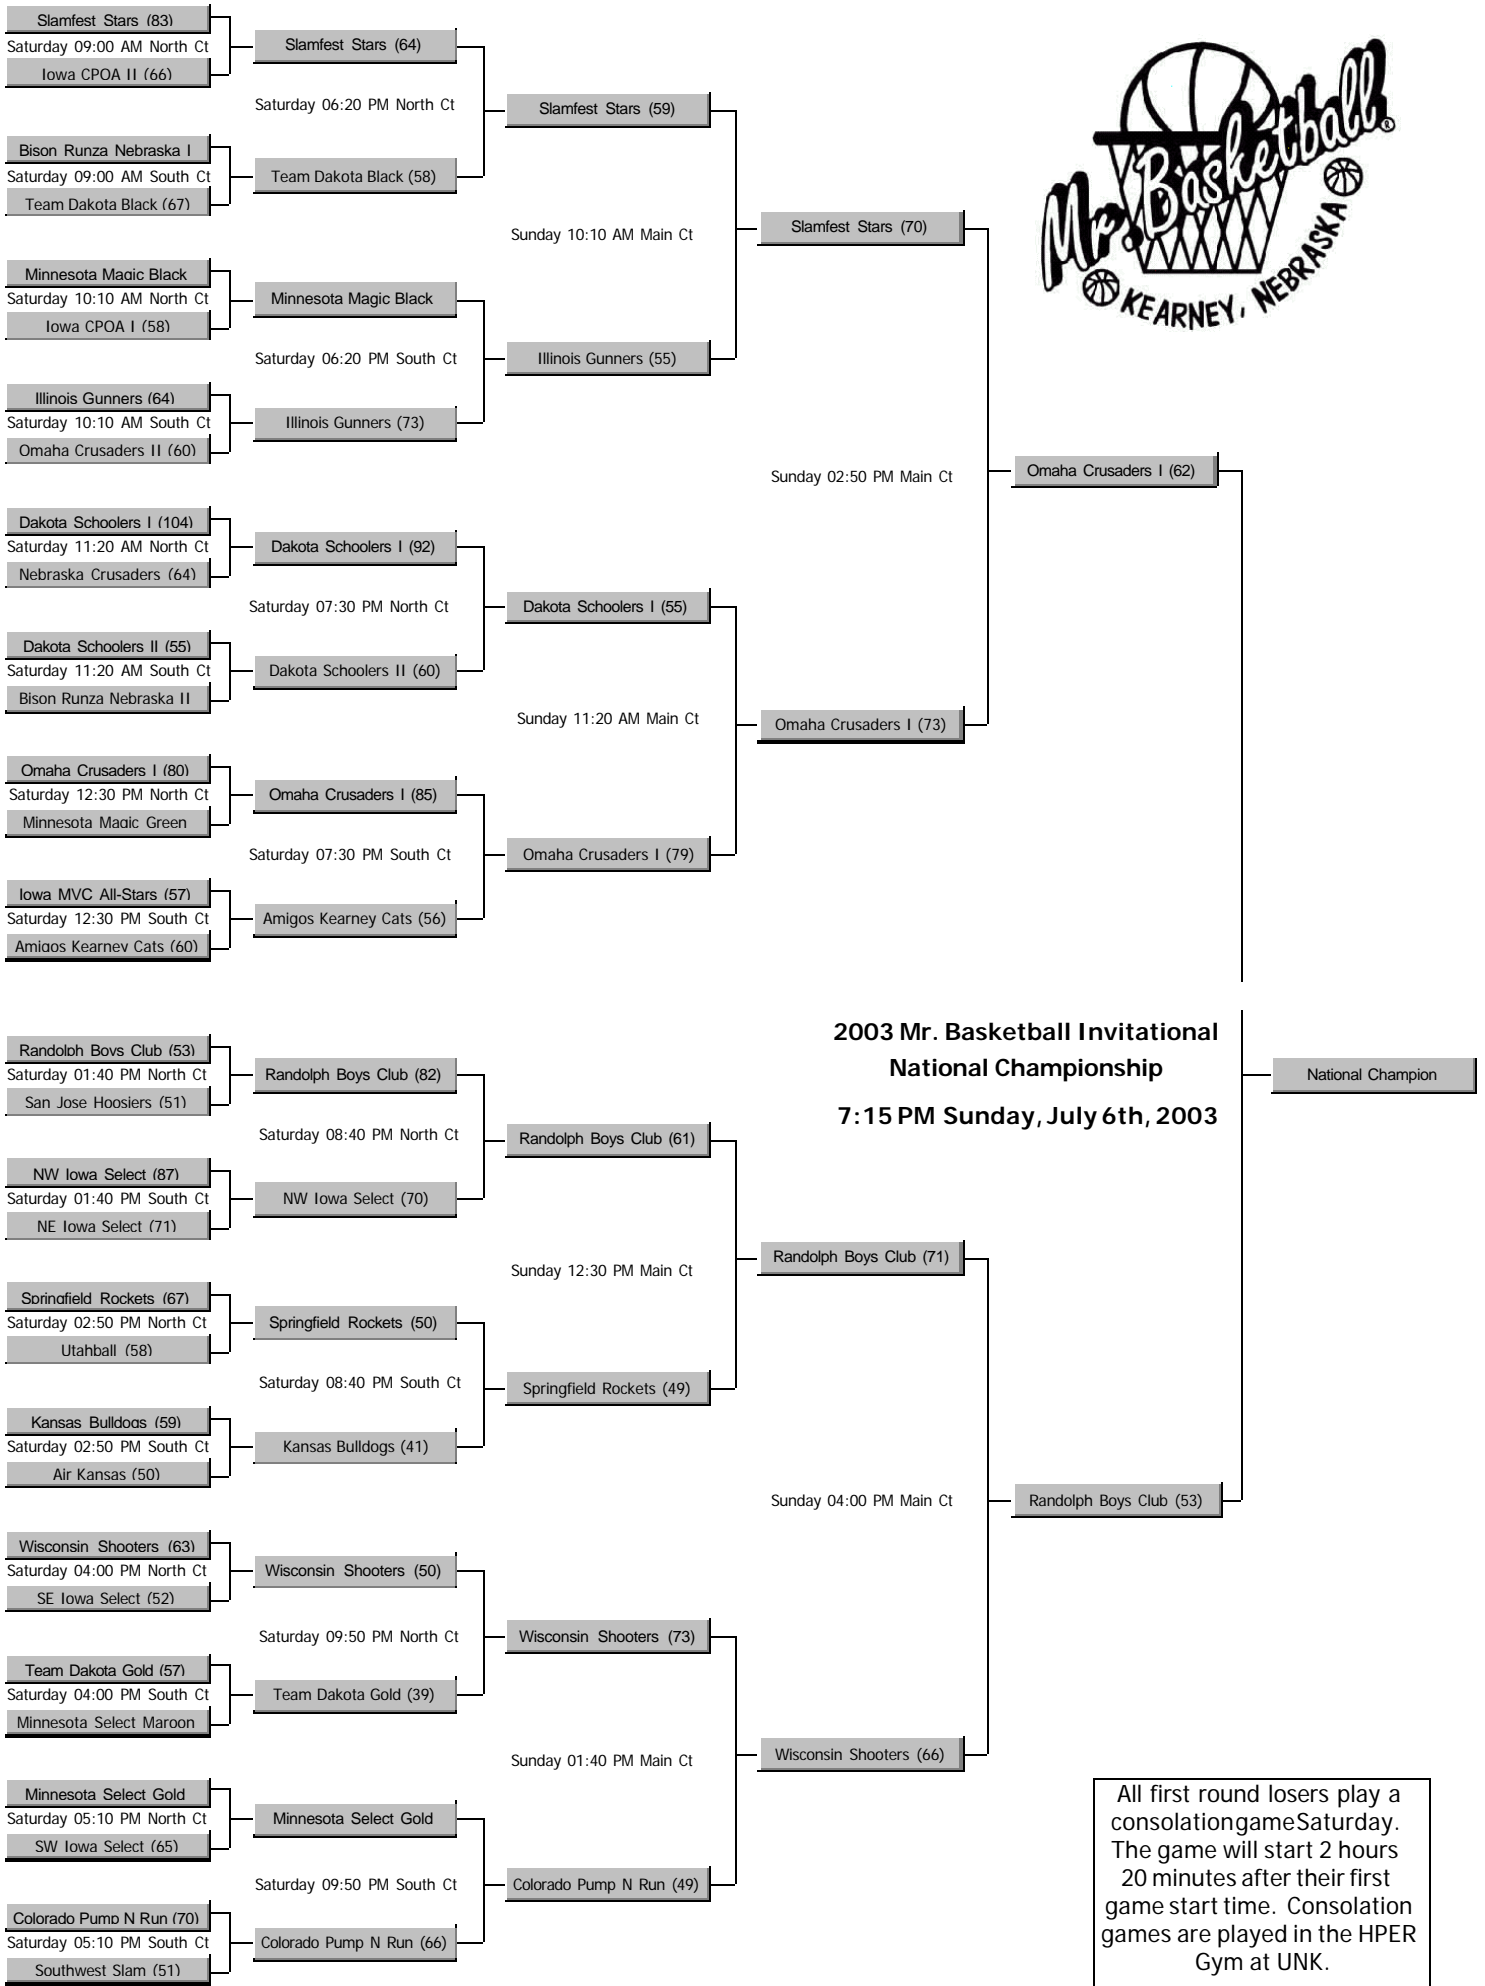 Slamfest Stars (83)
Saturday 09:00 AM North Ct
Iowa CPOA II (66)
Slamfest Stars (64)
Saturday 06:20 PM North Ct
Bison Runza Nebraska I
Saturday 09:00 AM South Ct
Team Dakota Black (67)
Team Dakota Black (58)
Slamfest Stars (59)
Sunday 10:10 AM Main Ct
Minnesota Magic Black
Saturday 10:10 AM North Ct
Iowa CPOA I (58)
Minnesota Magic Black
Saturday 06:20 PM South Ct
Illinois Gunners (64)
Saturday 10:10 AM South Ct
Omaha Crusaders II (60)
Illinois Gunners (73)
Illinois Gunners (55)
Slamfest Stars (70)
Sunday 02:50 PM Main Ct
Dakota Schoolers I (104)
Saturday 11:20 AM North Ct
Nebraska Crusaders (64)
Dakota Schoolers I (92)
Saturday 07:30 PM North Ct
Dakota Schoolers II (55)
Saturday 11:20 AM South Ct
Bison Runza Nebraska II
Dakota Schoolers II (60)
Dakota Schoolers I (55)
Sunday 11:20 AM Main Ct
Omaha Crusaders I (80)
Saturday 12:30 PM North Ct
Minnesota Magic Green
Omaha Crusaders I (85)
Saturday 07:30 PM South Ct
Iowa MVC All-Stars (57)
Saturday 12:30 PM South Ct
Amigos Kearney Cats (60)
Amigos Kearney Cats (56)
Omaha Crusaders I (79)
Omaha Crusaders I (73)
Omaha Crusaders I (62)
Mr. Basketball ®
KEARNEY, NEBRASKA
2003 Mr. Basketball Invitational
National Championship
7:15 PM Sunday, July 6th, 2003
National Champion
Randolph Boys Club (53)
Saturday 01:40 PM North Ct
San Jose Hoosiers (51)
Randolph Boys Club (82)
Saturday 08:40 PM North Ct
NW Iowa Select (87)
Saturday 01:40 PM South Ct
NE Iowa Select (71)
NW Iowa Select (70)
Randolph Boys Club (61)
Sunday 12:30 PM Main Ct
Springfield Rockets (67)
Saturday 02:50 PM North Ct
Utahball (58)
Springfield Rockets (50)
Saturday 08:40 PM South Ct
Kansas Bulldogs (59)
Saturday 02:50 PM South Ct
Air Kansas (50)
Kansas Bulldogs (41)
Springfield Rockets (49)
Randolph Boys Club (71)
Sunday 04:00 PM Main Ct
Randolph Boys Club (53)
Wisconsin Shooters (63)
Saturday 04:00 PM North Ct
SE Iowa Select (52)
Wisconsin Shooters (50)
Saturday 09:50 PM North Ct
Team Dakota Gold (57)
Saturday 04:00 PM South Ct
Minnesota Select Maroon
Team Dakota Gold (39)
Wisconsin Shooters (73)
Sunday 01:40 PM Main Ct
Wisconsin Shooters (66)
Minnesota Select Gold
Saturday 05:10 PM North Ct
SW Iowa Select (65)
Minnesota Select Gold
Saturday 09:50 PM South Ct
Colorado Pump N Run (70)
Saturday 05:10 PM South Ct
Southwest Slam (51)
Colorado Pump N Run (66)
Colorado Pump N Run (49)
All first round losers play a
consolation game Saturday.
The game will start 2 hours
20 minutes after their first
game start time. Consolation
games are played in the HPER
Gym at UNK.